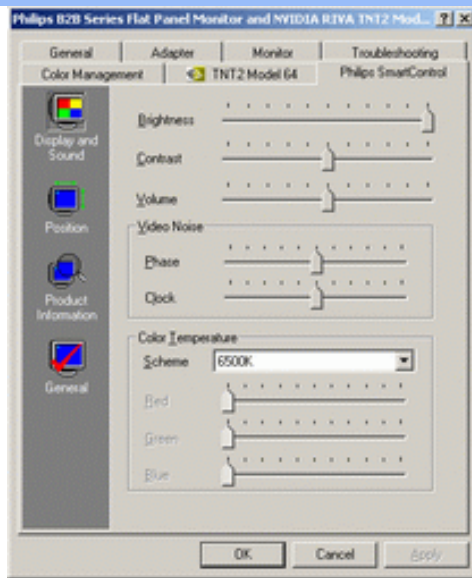 Philips B2B Series Flat Panel Monitor and NVIDIA RIVA TNT2 Mod...
General Adapter Monitor Troubleshooting
Color Management TNT2 Model 64 Philips SmartControl
Display and
Sound
Position
Product
Information
General
Brightness
Contrast
Volume
Video Noise
Phase
Clock
Color Temperature
Scheme 6500K
Red
Green
Blue
OK Cancel Apply